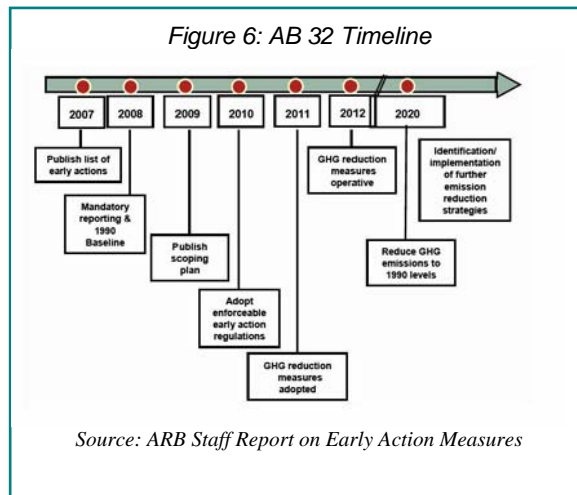 Figure 6: AB 32 Timeline
2007
2008
2009
2010
2011
2012
2020
Publish list of
early actions
Mandatory
reporting &
1990
Baseline
Publish
scoping
plan
Adopt
enforceable
early action
regulations
GHG reduction
measures
adopted
GHG reduction
measures
operative
Reduce GHG
emissions to
1990 levels
Identification/
implementation
of further
emission
reduction
strategies
Source: ARB Staff Report on Early Action Measures